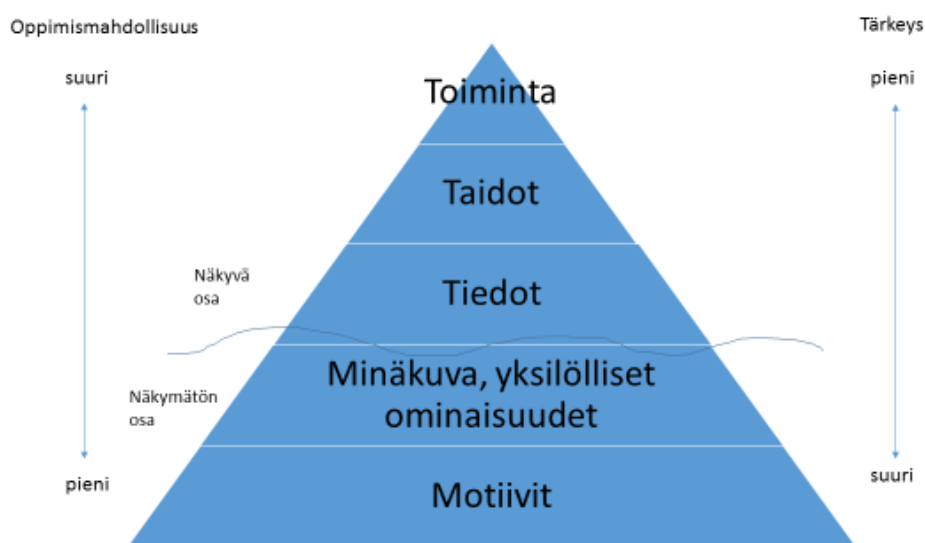 Oppimismahdollisuus
Tärkeys
suuri
pieni
Toiminta
Taidot
Näkyvä
osa
Tiedot
Minäkuva, yksilölliset
ominaisuudet
Näkymätön
osa
pieni
suuri
Motiivit